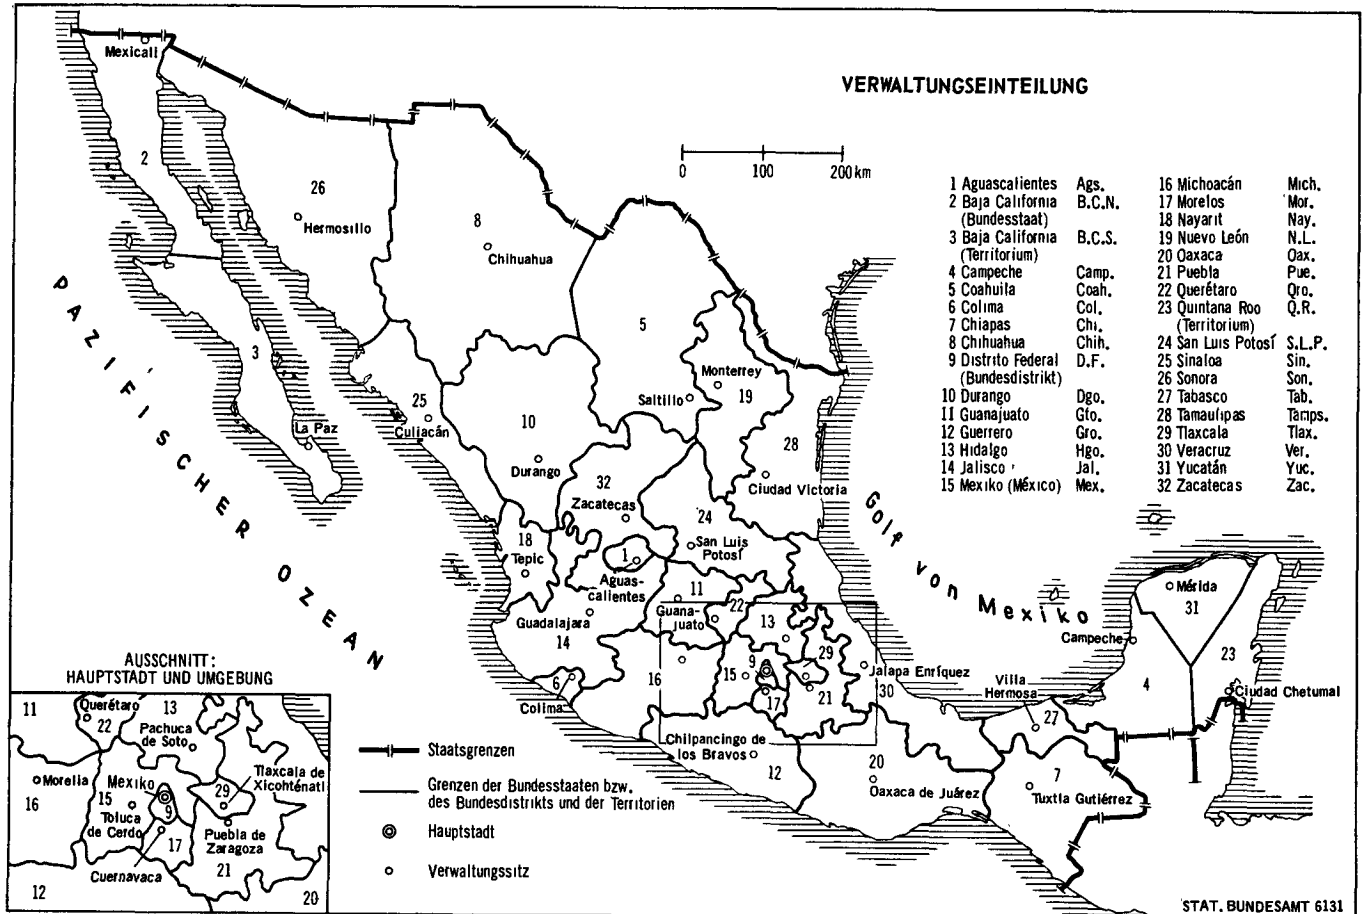 VERWALTUNGSEINTEILUNG
0 100 200 km
1 Aguascalientes Ags.
2 Baja California B.C.N.
(Bundesstaat)
3 Baja California B.C.S.
(Territorium)
4 Campeche Camp.
5 Coahuila Coah.
6 Colima Col.
7 Chiapas Chi.
8 Chihuahua Chih.
9 Distrito Federal D.F.
(Bundesdistrikt)
10 Durango Dgo.
11 Guanajuato Gto.
12 Guerrero Gro.
13 Hidalgo Hgo.
14 Jalisco Jal.
15 Mexiko (México) Mex.
16 Michoacán Mich.
17 Morelos Mor.
18 Nayarit Nay.
19 Nuevo León N.L.
20 Oaxaca Oax.
21 Puebla Pue.
22 Querétaro Qro.
23 Quintana Roo Q.R.
(Territorium)
24 San Luis Potosí S.L.P.
25 Sinaloa Sin.
26 Sonora Son.
27 Tabasco Tab.
28 Tamaulipas Tamps.
29 Tlaxcala Tlax.
30 Veracruz Ver.
31 Yucatán Yuc.
32 Zacatecas Zac.
Mexicali
2
26
Hermosillo
8
Chihuahua
3
5
Monterrey
19
Saltillo
25
Culiacán
La Paz
10
Durango
28
Ciudad Victoria
32
Zacatecas
24
San Luis
Potosí
18
Tepic
1
Aguas-
calientes
11
Guana-
juato
22
13
Guadalajara
14
6
Colima
16
15
9
29
17
21
Jalapa Enríquez
30
Chilpancingo de
los Bravos
12
20
Oaxaca de Juárez
Villa
Hermosa
27
7
Tuxtla Gutiérrez
Campeche
4
Mérida
31
23
Ciudad Chetumal
PAZIFISCHER OZEAN
Golf von Mexiko
AUSSCHNITT:
HAUPTSTADT UND UMGEBUNG
11
Querétaro
22
13
Pachuca
de Soto
Morelia
16
Mexiko
15
9
Toluca
de Cerdo
Tlaxcala de
Xicohténatl
29
Puebla de
Zaragoza
17
Cuernavaca
21
12
20
Staatsgrenzen
Grenzen der Bundesstaaten bzw.
des Bundesdistrikts und der Territorien
Hauptstadt
Verwaltungssitz
STAT. BUNDESAMT 6131